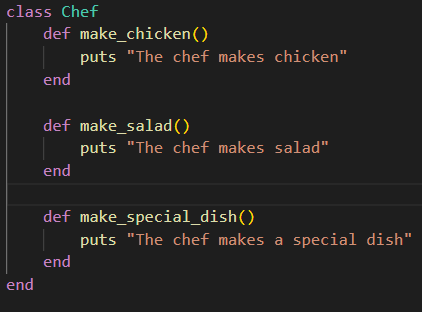 class Chef
    def make_chicken()
        puts "The chef makes chicken"
    end

    def make_salad()
        puts "The chef makes salad"
    end

    def make_special_dish()
        puts "The chef makes a special dish"
    end
end